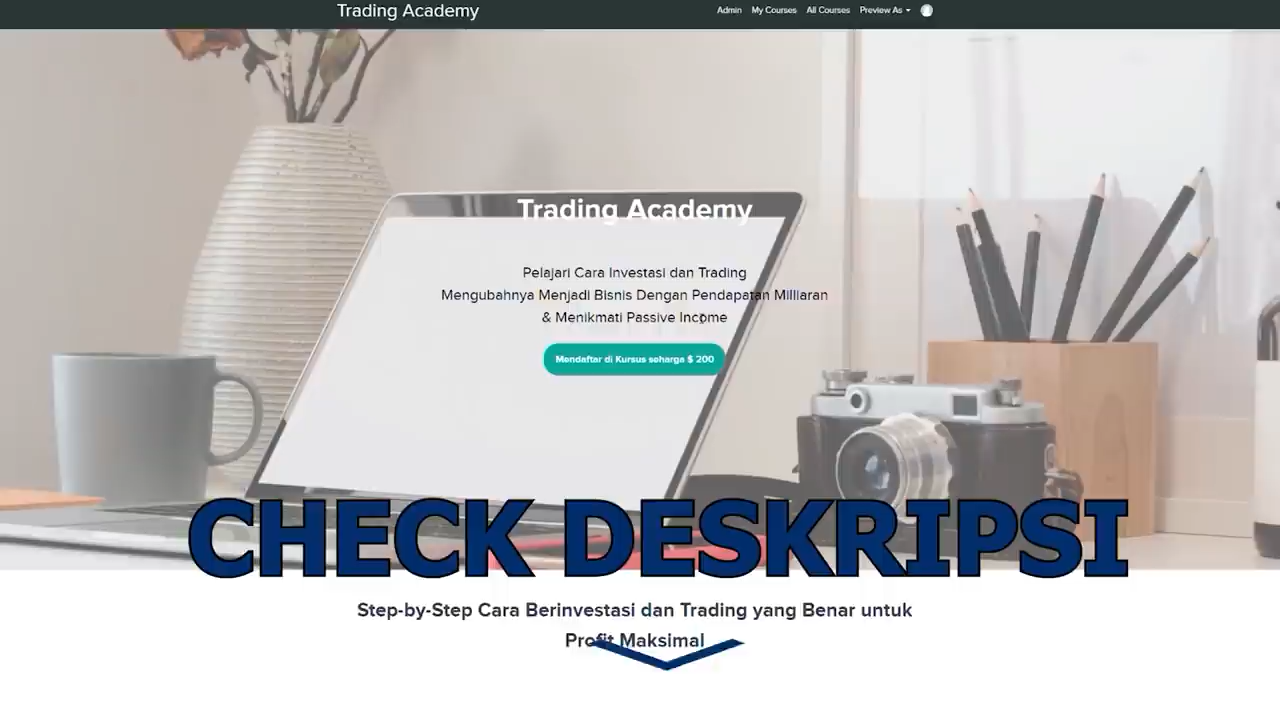 Trading Academy
Admin My Courses All Courses Preview As
Trading Academy
Pelajari Cara Investasi dan Trading
Mengubahnya Menjadi Bisnis Dengan Pendapatan Milliaran
& Menikmati Passive Income
Mendaftar di Kursus seharga $ 200
CHECK DESKRIPSI
Step-by-Step Cara Berinvestasi dan Trading yang Benar untuk
Profit Maksimal